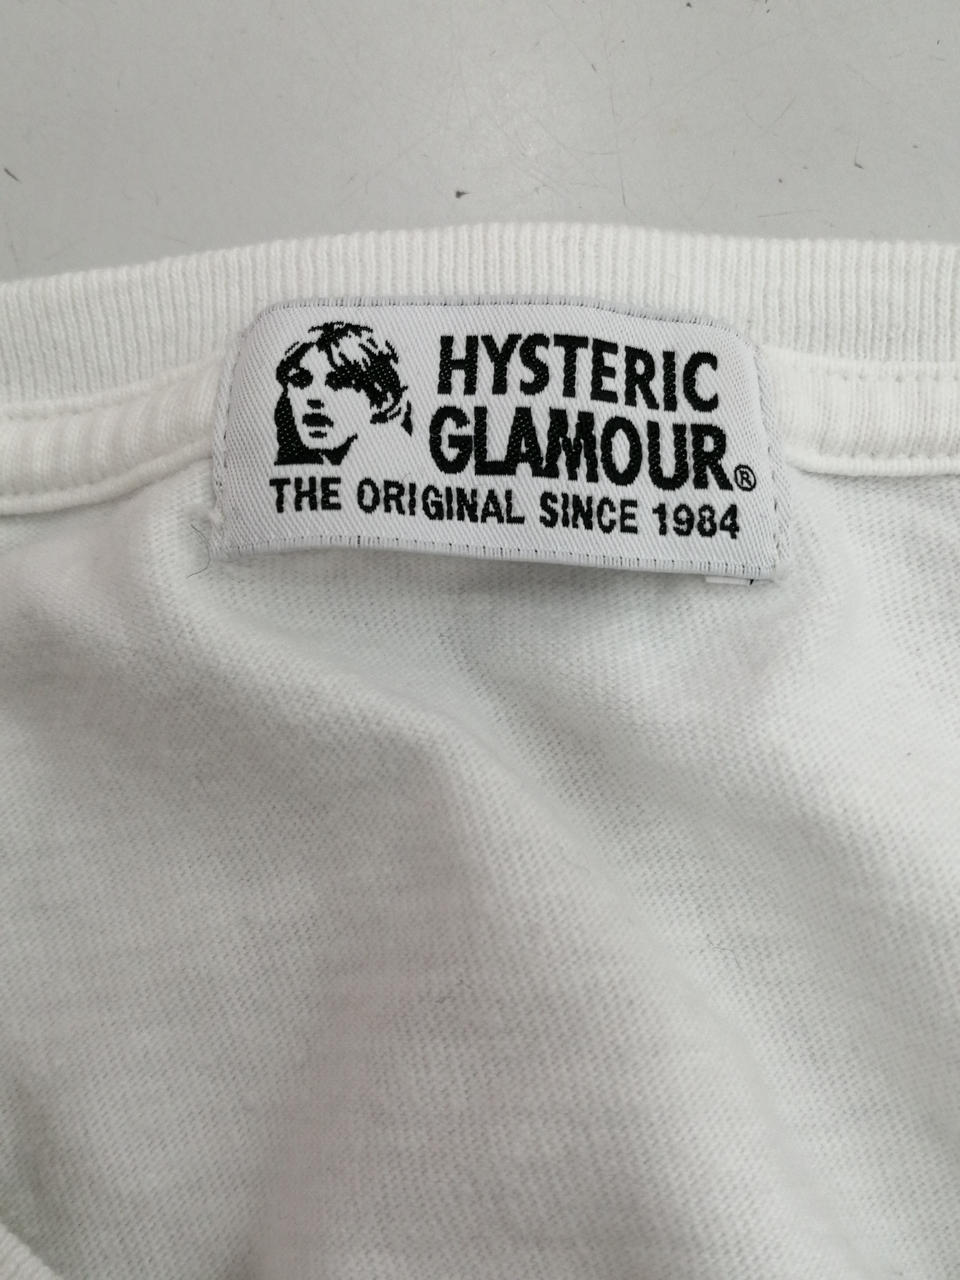 HYSTERIC
GLAMOUR®
THE ORIGINAL SINCE 1984